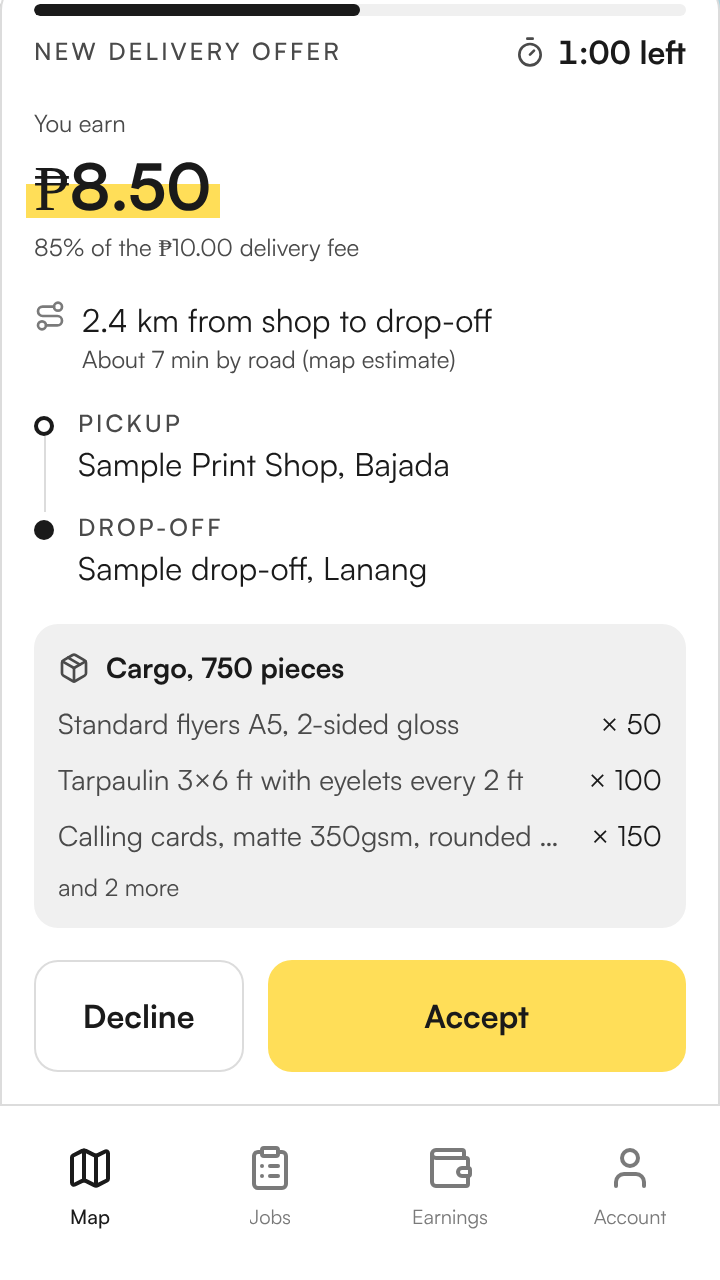 NEW DELIVERY OFFER
1:00 left
You earn
₱8.50
85% of the ₱10.00 delivery fee
2.4 km from shop to drop-off
About 7 min by road (map estimate)
PICKUP
Sample Print Shop, Bajada
DROP-OFF
Sample drop-off, Lanang
Cargo, 750 pieces
Standard flyers A5, 2-sided gloss × 50
Tarpaulin 3×6 ft with eyelets every 2 ft × 100
Calling cards, matte 350gsm, rounded ... × 150
and 2 more
Decline
Accept
Map
Jobs
Earnings
Account